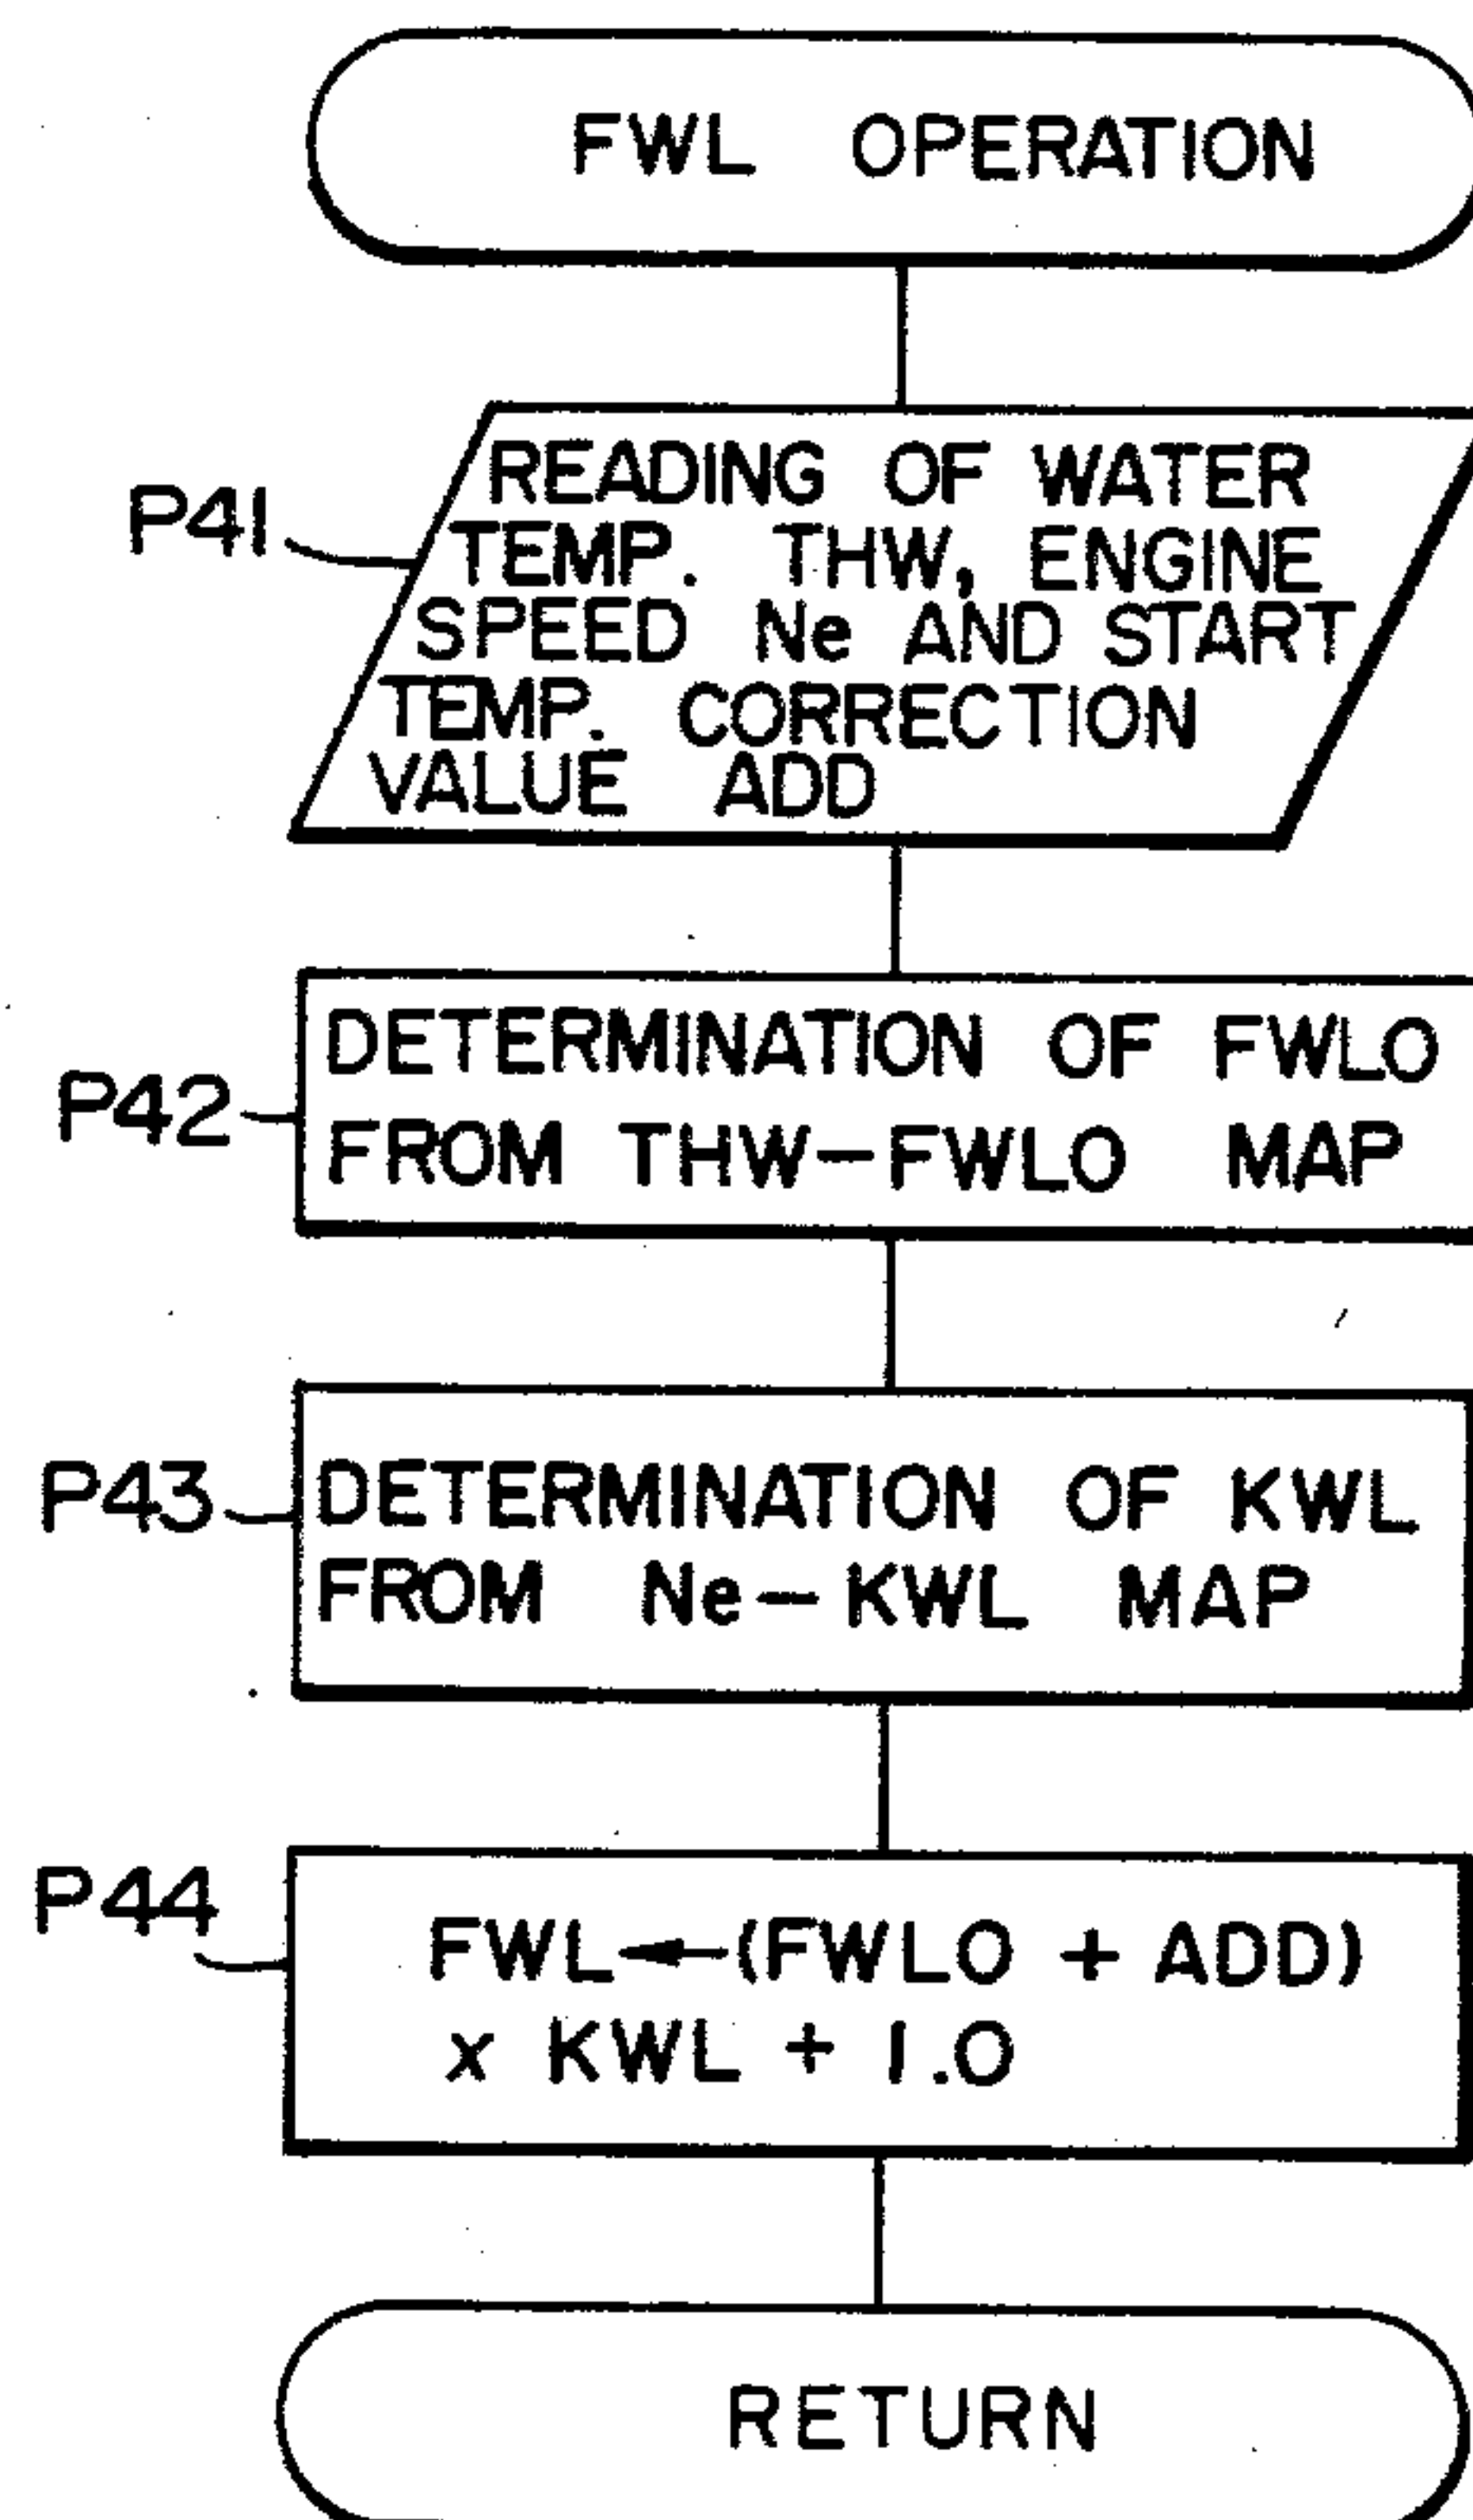 FWL OPERATION
P41
READING OF WATER
TEMP. THW, ENGINE
SPEED Ne AND START
TEMP. CORRECTION
VALUE ADD
P42
DETERMINATION OF FWLO
FROM THW—FWLO MAP
P43
DETERMINATION OF KWL
FROM Ne—KWL MAP
P44
FWL←(FWLO + ADD)
x KWL + 1.0
RETURN